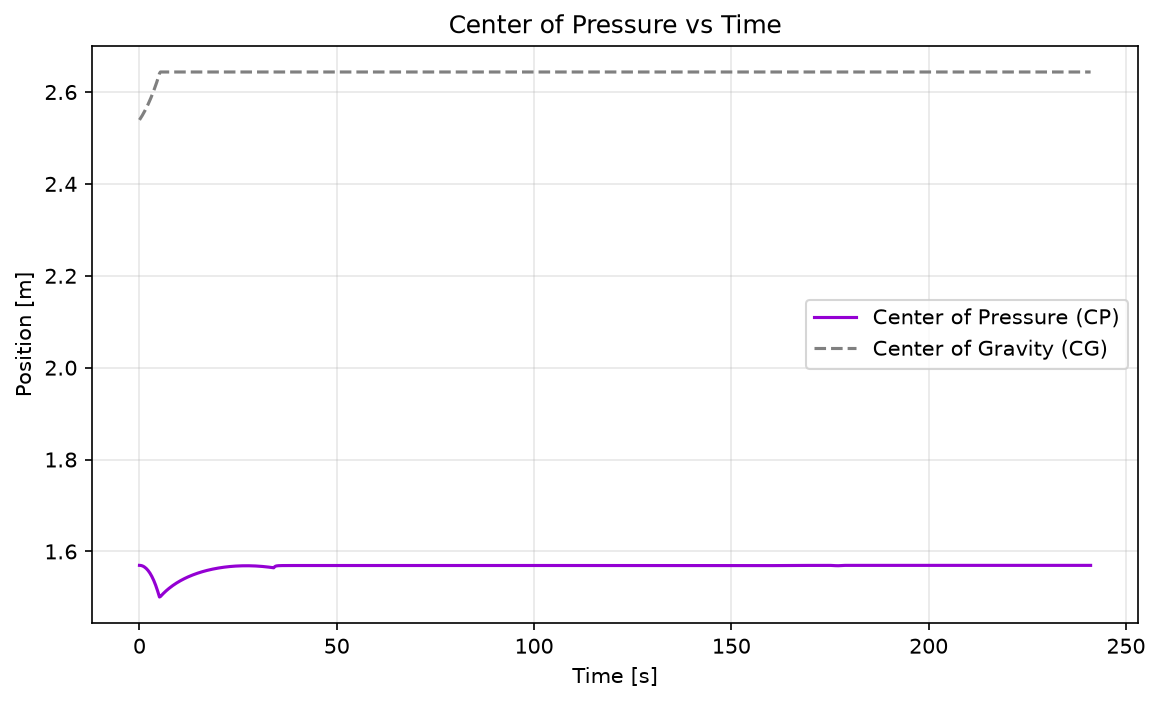 Center of Pressure vs Time
Position [m]
2.6
2.4
2.2
2.0
1.8
1.6
Center of Pressure (CP)
Center of Gravity (CG)
0 50 100 150 200 250
Time [s]